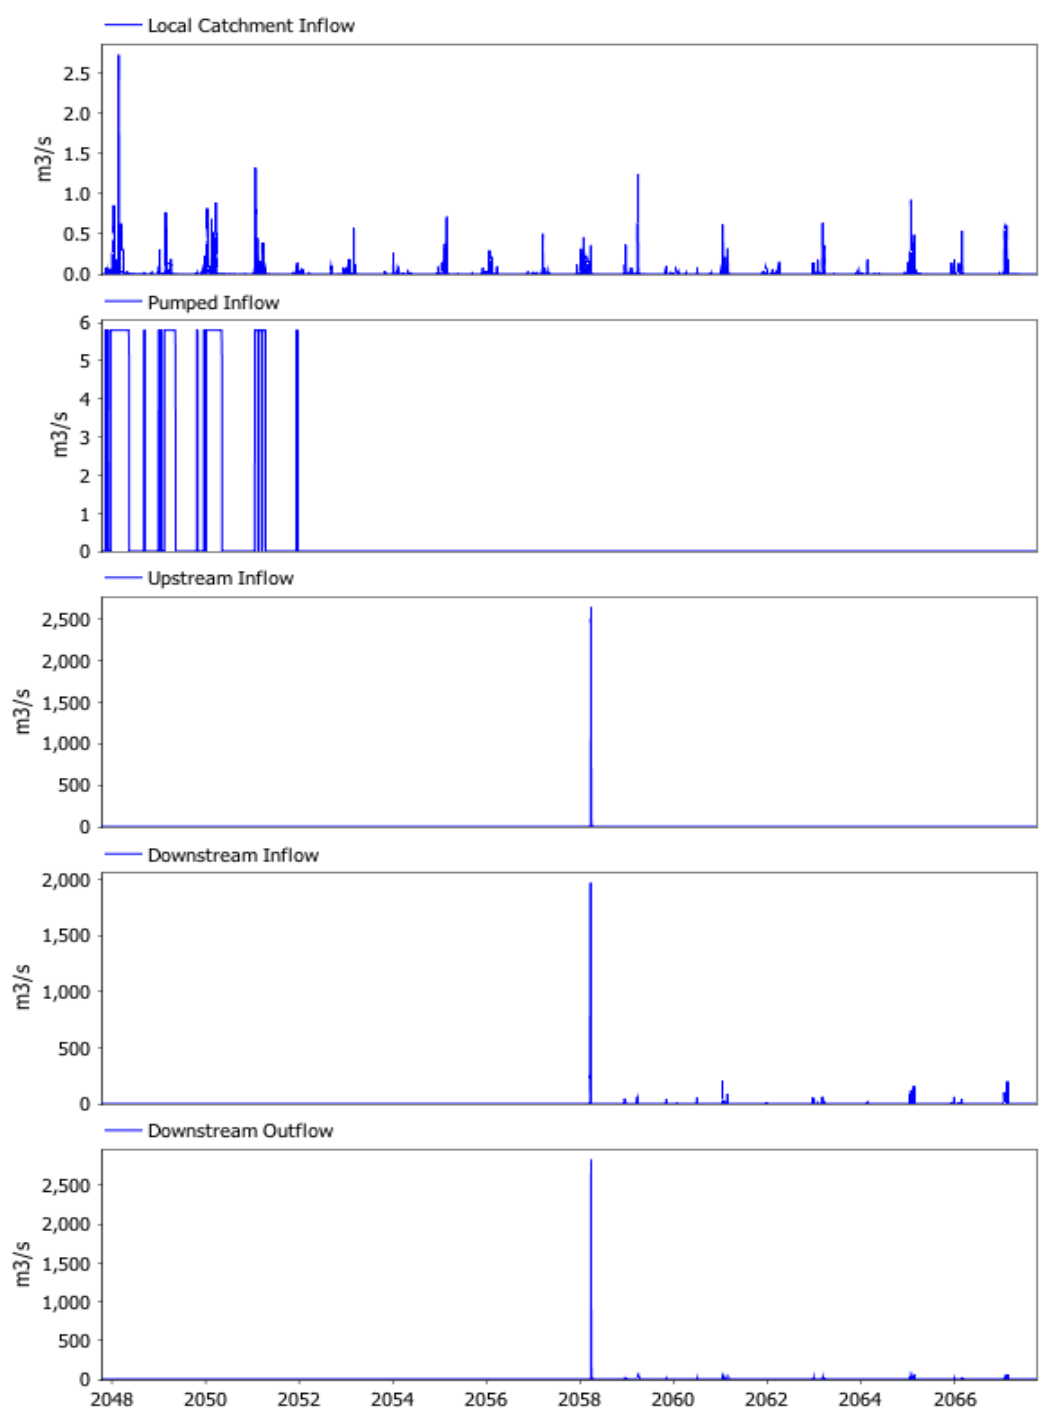 Local Catchment Inflow
2.5
2.0
1.5
1.0
0.5
0.0
m3/s
Pumped Inflow
6
5
4
3
2
1
0
m3/s
Upstream Inflow
2,500
2,000
1,500
1,000
500
0
m3/s
Downstream Inflow
2,000
1,500
1,000
500
0
m3/s
Downstream Outflow
2,500
2,000
1,500
1,000
500
0
m3/s
2048 2050 2052 2054 2056 2058 2060 2062 2064 2066